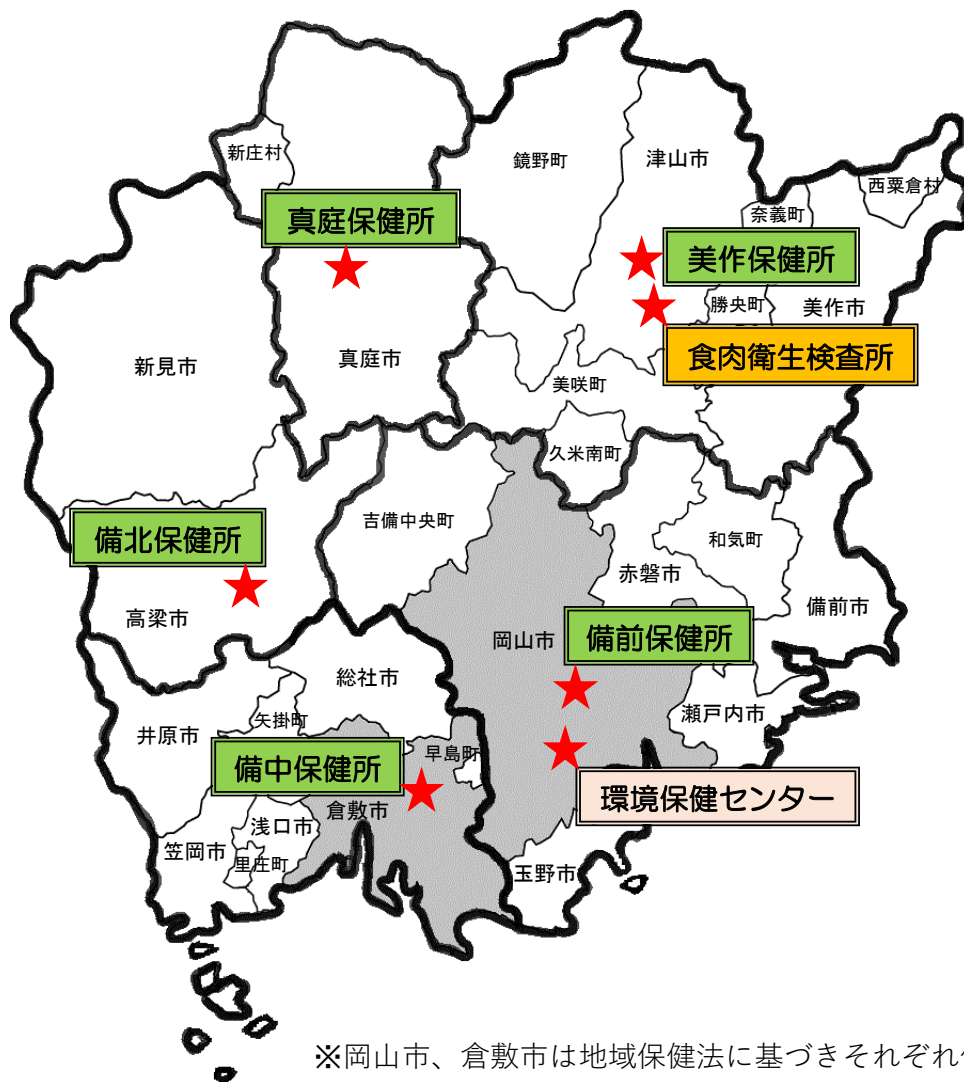 新庄村
鏡野町
津山市
西粟倉村
奈義町
真庭保健所
美作保健所
勝央町
美作市
食肉衛生検査所
新見市
真庭市
美咲町
久米南町
備北保健所
吉備中央町
和気町
赤磐市
備前市
高梁市
岡山市
備前保健所
総社市
瀬戸内市
井原市
矢掛町
早島町
備中保健所
環境保健センター
倉敷市
浅口市
笠岡市
里庄町
玉野市
※岡山市、倉敷市は地域保健法に基づきそれぞれ